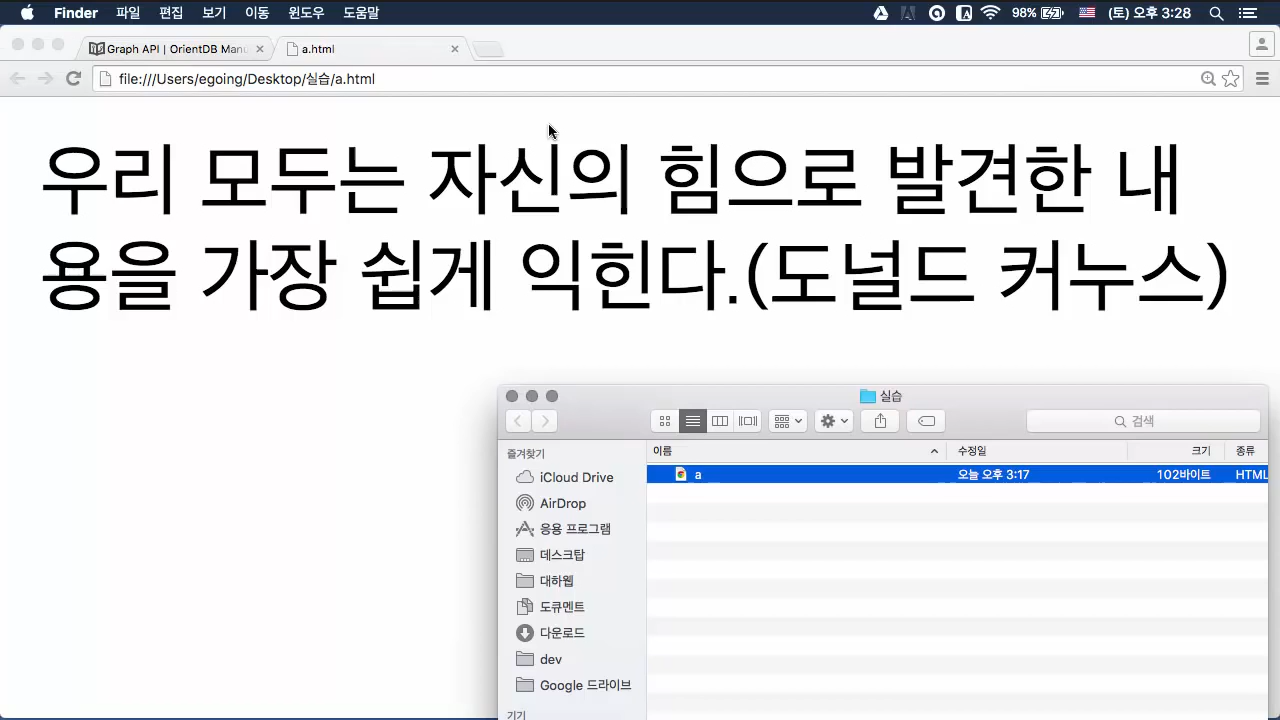 Finder 파일 편집 보기 이동 윈도우 도움말 98% (토) 오후 3:28
Graph API | OrientDB Manu a.html
file:///Users/egoing/Desktop/실습/a.html
우리 모두는 자신의 힘으로 발견한 내
용을 가장 쉽게 익힌다.(도널드 커누스)
실습
검색
즐겨찾기
iCloud Drive
AirDrop
응용 프로그램
데스크탑
대하웹
도큐멘트
다운로드
dev
Google 드라이브
기기
이름 수정일 크기 종류
a 오늘 오후 3:17 102바이트 HTML